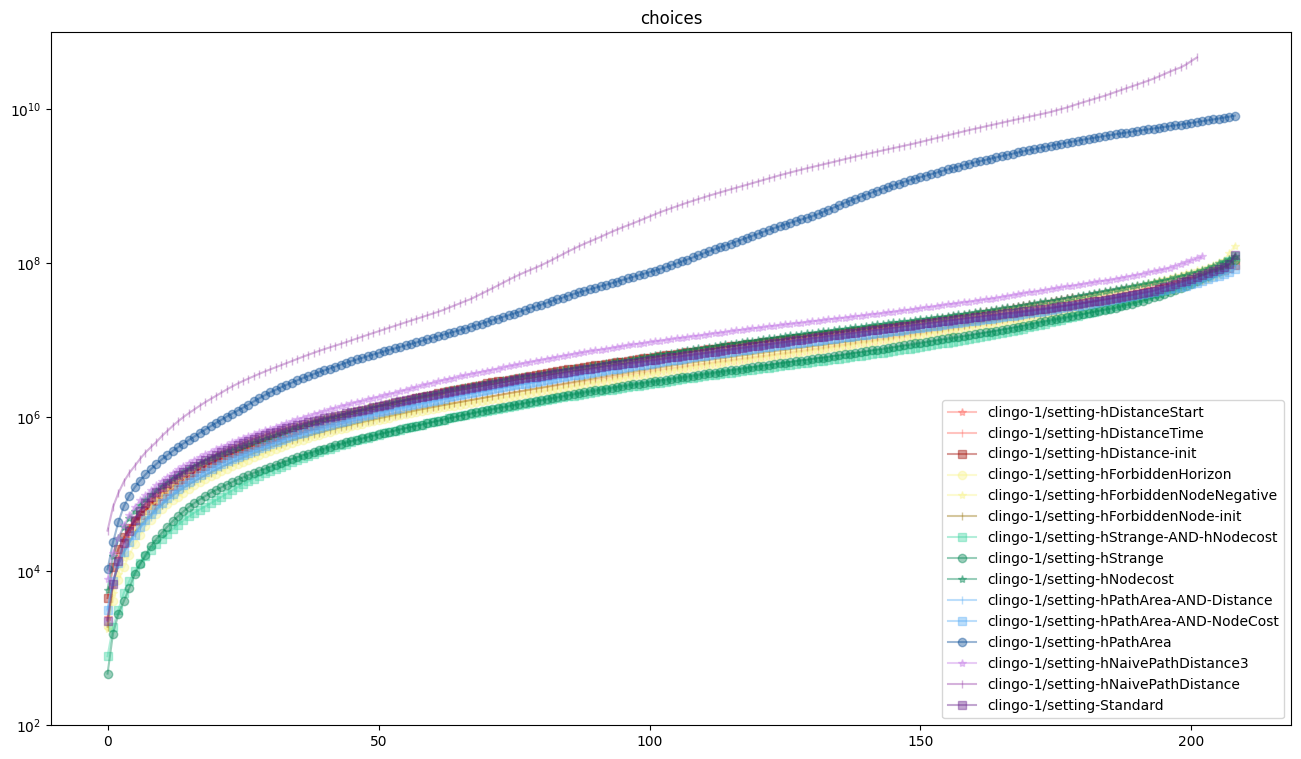 choices
10^10
10^8
10^6
10^4
10^2
0 50 100 150 200
clingo-1/setting-hDistanceStart
clingo-1/setting-hDistanceTime
clingo-1/setting-hDistance-init
clingo-1/setting-hForbiddenHorizon
clingo-1/setting-hForbiddenNodeNegative
clingo-1/setting-hForbiddenNode-init
clingo-1/setting-hStrange-AND-hNodecost
clingo-1/setting-hStrange
clingo-1/setting-hNodecost
clingo-1/setting-hPathArea-AND-Distance
clingo-1/setting-hPathArea-AND-NodeCost
clingo-1/setting-hPathArea
clingo-1/setting-hNaivePathDistance3
clingo-1/setting-hNaivePathDistance
clingo-1/setting-Standard